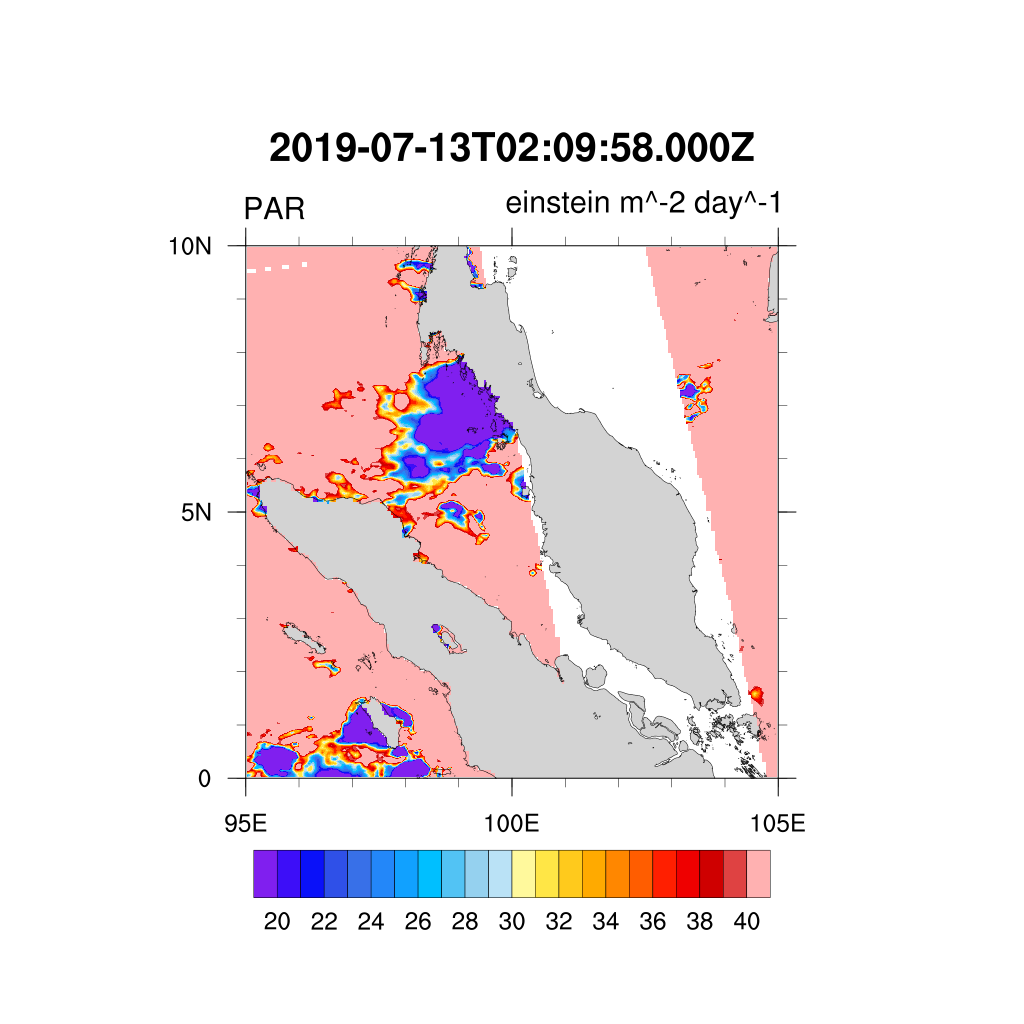 2019-07-13T02:09:58.000Z
PAR einstein m^-2 day^-1
10N
5N
0
95E 100E 105E
20 22 24 26 28 30 32 34 36 38 40